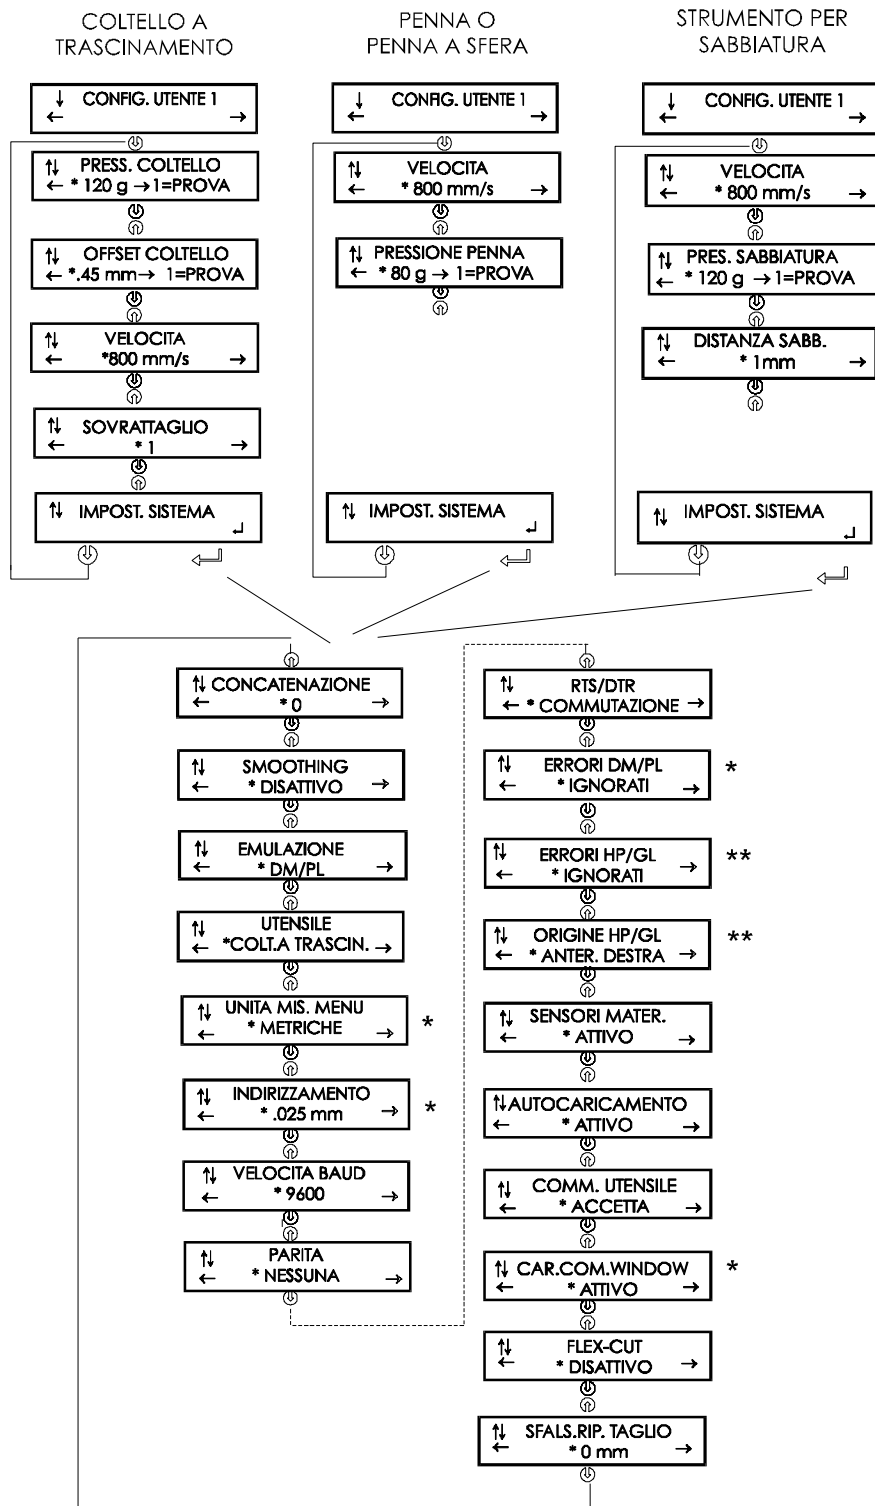 COLTELLO A
TRASCINAMENTO
↓ CONFIG. UTENTE 1
← →
↑↓ PRESS. COLTELLO
← * 120 g → 1=PROVA
↑↓ OFFSET COLTELLO
← *.45 mm → 1=PROVA
↑↓ VELOCITA
← *800 mm/s →
↑↓ SOVRATTAGLIO
← * 1 →
↑↓ IMPOST. SISTEMA
↵
PENNA O
PENNA A SFERA
↓ CONFIG. UTENTE 1
← →
↑↓ VELOCITA
← * 800 mm/s →
↑↓ PRESSIONE PENNA
← * 80 g → 1=PROVA
↑↓ IMPOST. SISTEMA
↵
STRUMENTO PER
SABBIATURA
↓ CONFIG. UTENTE 1
← →
↑↓ VELOCITA
← * 800 mm/s →
↑↓ PRES. SABBIATURA
← * 120 g → 1=PROVA
↑↓ DISTANZA SABB.
← * 1mm →
↑↓ IMPOST. SISTEMA
↵
↑↓ CONCATENAZIONE
← * 0 →
↑↓ SMOOTHING
← * DISATTIVO →
↑↓ EMULAZIONE
← * DM/PL →
↑↓ UTENSILE
← *COLT.A TRASCIN. →
↑↓ UNITA MIS. MENU
← * METRICHE → *
↑↓ INDIRIZZAMENTO
← * .025 mm → *
↑↓ VELOCITA BAUD
← * 9600 →
↑↓ PARITA
← * NESSUNA →
↑↓ RTS/DTR
← * COMMUTAZIONE →
↑↓ ERRORI DM/PL *
← * IGNORATI →
↑↓ ERRORI HP/GL **
← * IGNORATI →
↑↓ ORIGINE HP/GL **
← * ANTER. DESTRA →
↑↓ SENSORI MATER.
← * ATTIVO →
↑↓ AUTOCARICAMENTO
← * ATTIVO →
↑↓ COMM. UTENSILE
← * ACCETTA →
↑↓ CAR.COM.WINDOW *
← * ATTIVO →
↑↓ FLEX-CUT
← * DISATTIVO →
↑↓ SFALS.RIP. TAGLIO
← * 0 mm →